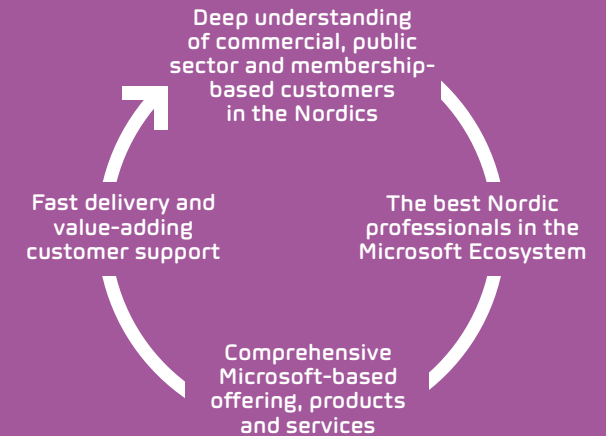 Deep understanding
of commercial, public
sector and membership-
based customers
in the Nordics
The best Nordic
professionals in the
Microsoft Ecosystem
Comprehensive
Microsoft-based
offering, products
and services
Fast delivery and
value-adding
customer support